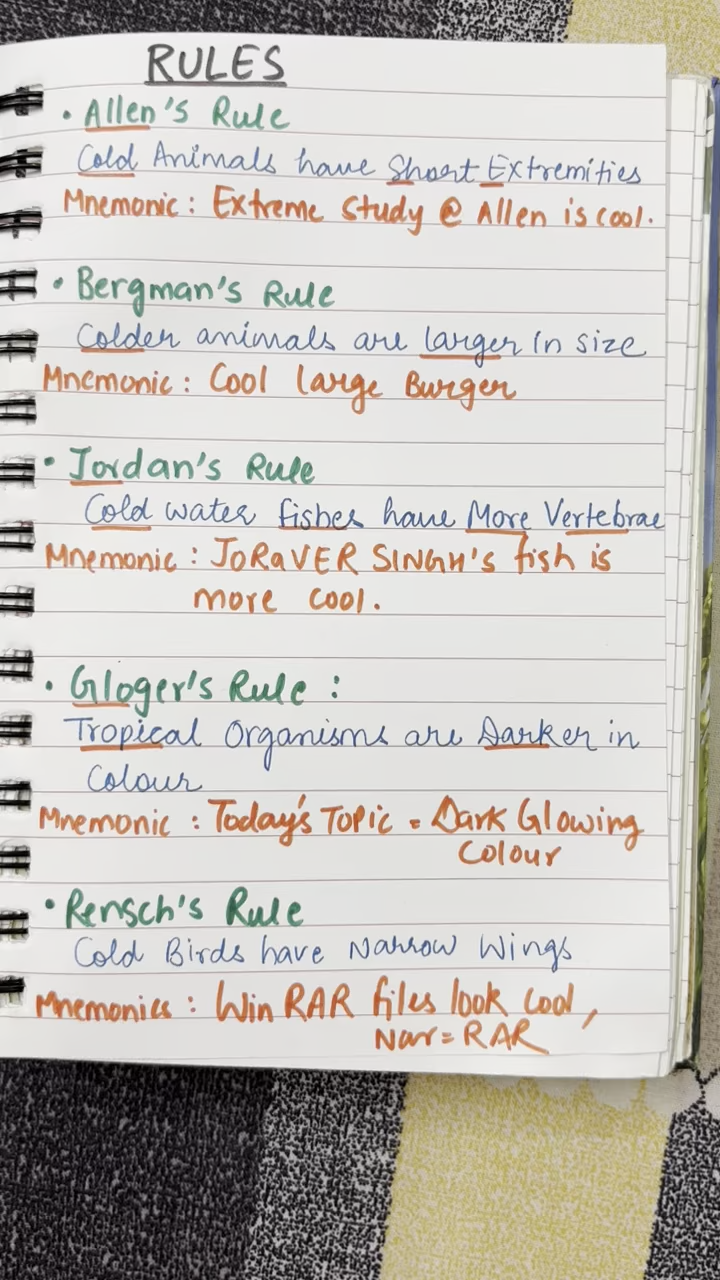 RULES
• Allen's Rule
Cold Animals have Short Extremities
Mnemonic : Extreme Study @ Allen is cool.
• Bergman's Rule
Colder animals are larger in size
Mnemonic : Cool large Burger
• Jordan's Rule
Cold water fishes have More Vertebrae
Mnemonic : JORaVER SINGH's fish is
more cool.
• Gloger's Rule :
Tropical Organisms are Darker in
Colour
Mnemonic : Today's Topic = Dark Glowing
Colour
• Rensch's Rule
Cold Birds have Narrow Wings
Mnemonics : Win RAR files look cool,
Nar = RAR